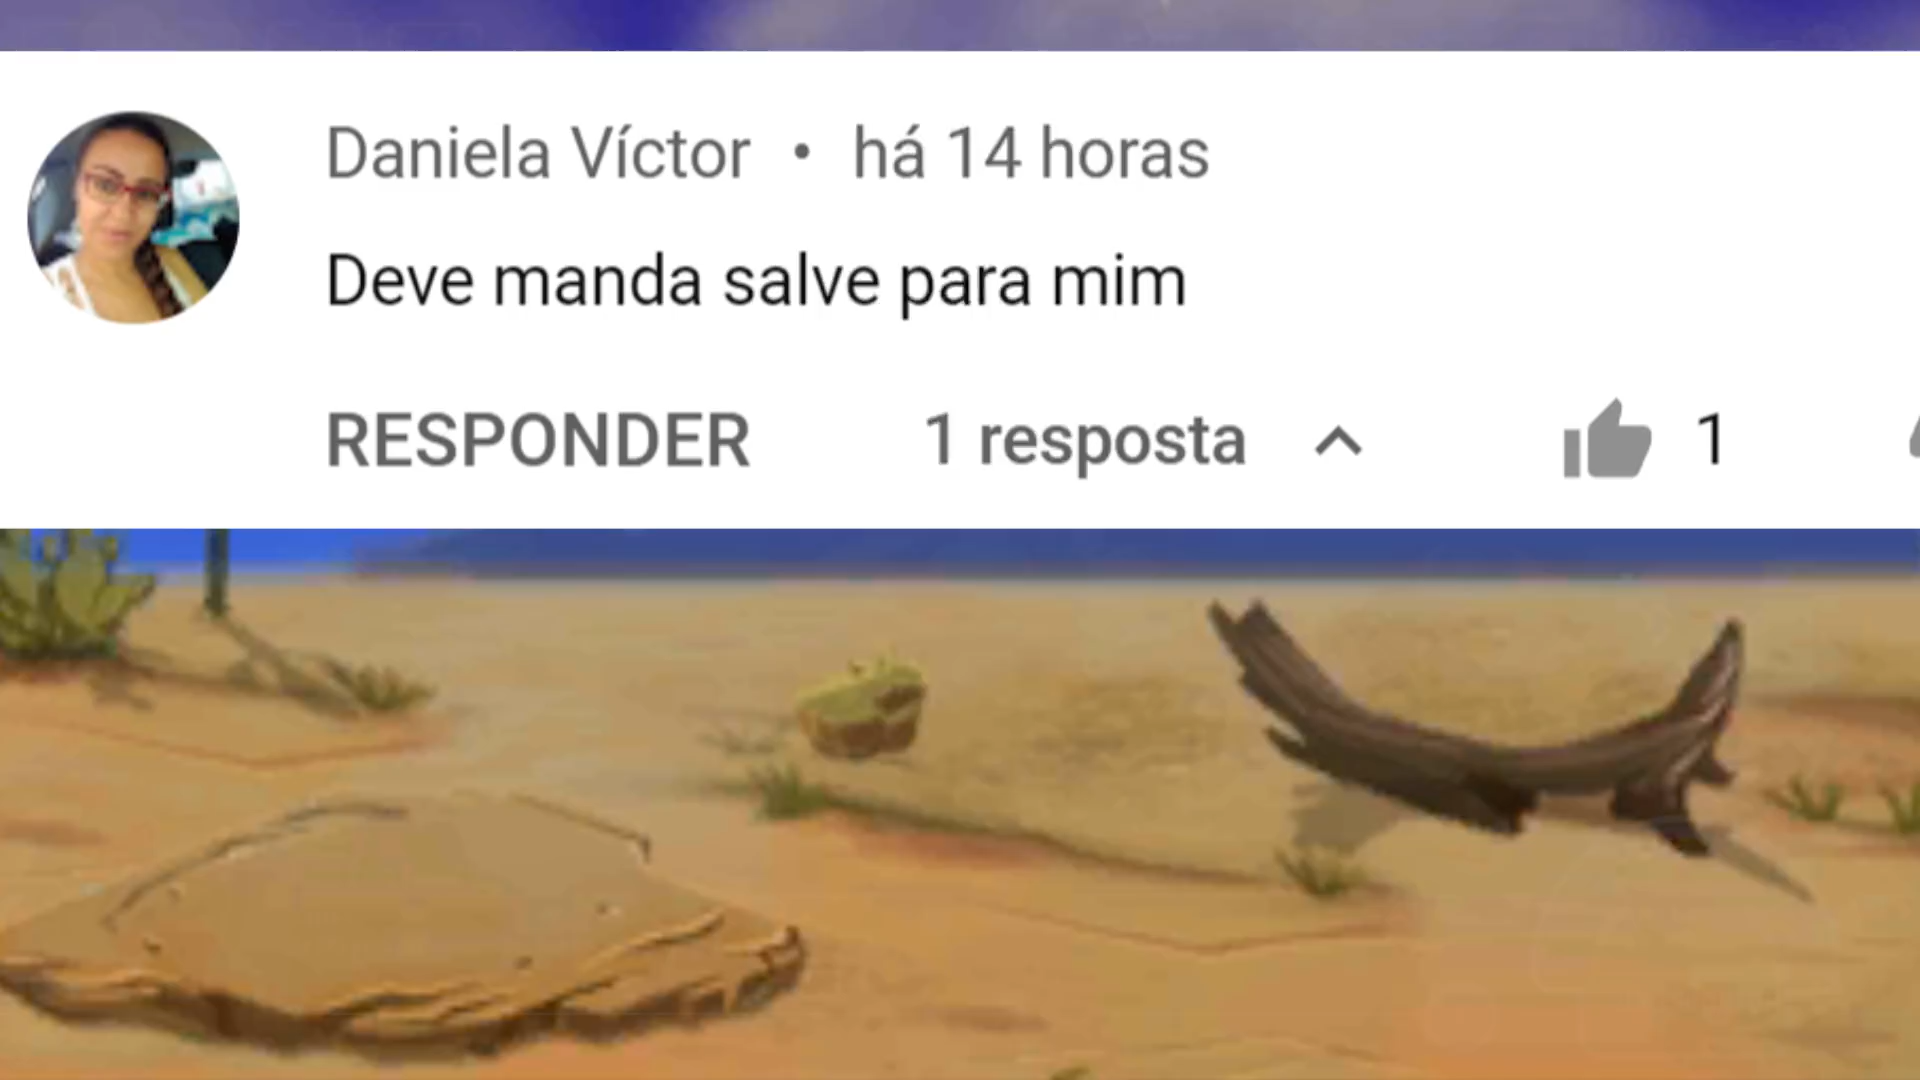 Daniela Víctor • há 14 horas
Deve manda salve para mim
RESPONDER 1 resposta 1